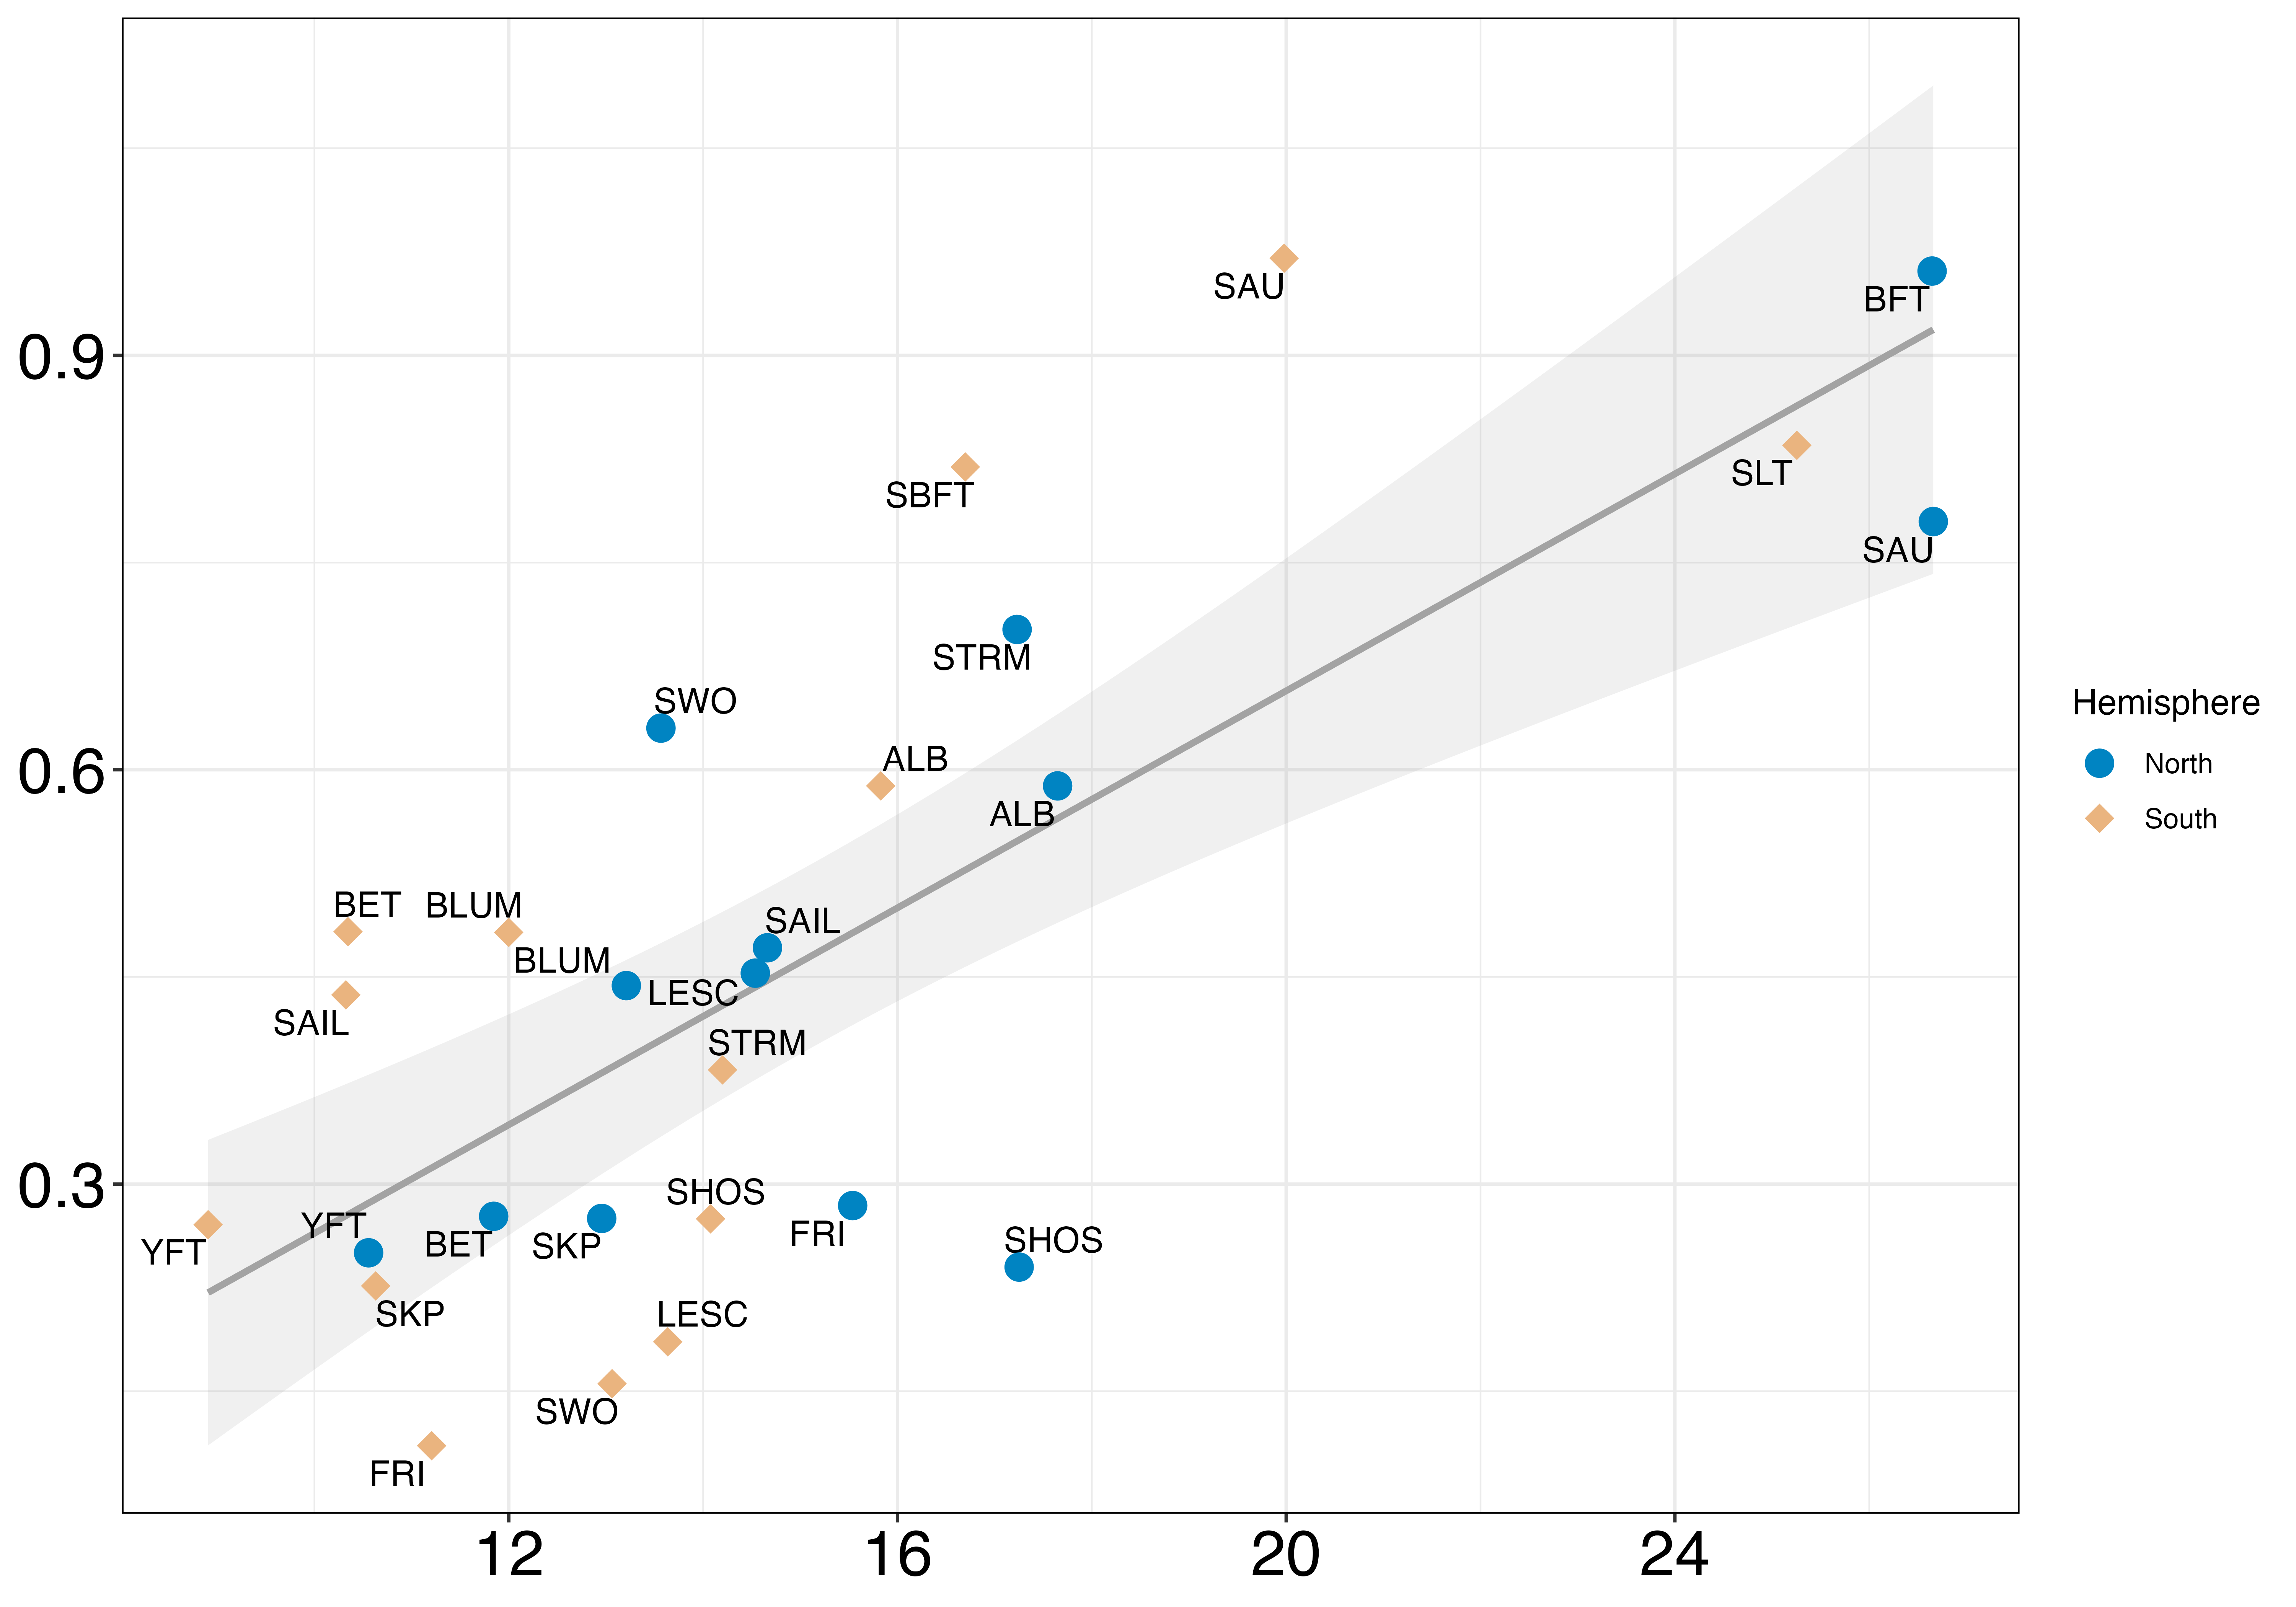 SAU
BFT
0.9
SLT
SBFT
SAU
STRM
SWO
Hemisphere
ALB
North
0.6
ALB
South
BET
BLUM
SAIL
BLUM
LESC
SAIL
STRM
0.3
SHOS
YFT
FRI
SHOS
YFT
BET
SKP
SKP
LESC
SWO
FRI
12 16 20 24